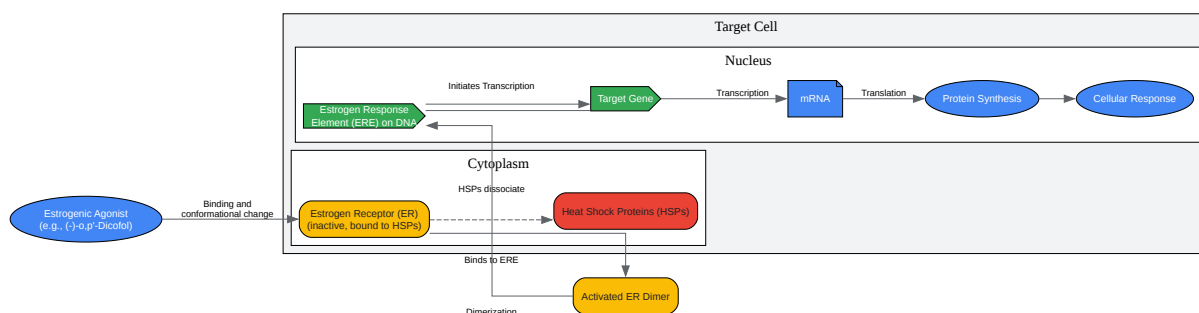 Target Cell
Nucleus
Initiates Transcription
Estrogen Response
Element (ERE) on DNA
Target Gene
Transcription
mRNA
Translation
Protein Synthesis
Cellular Response
Cytoplasm
HSPs dissociate
Estrogenic Agonist
(e.g., (-)-o,p'-Dicofol)
Binding and
conformational change
Estrogen Receptor (ER)
(inactive, bound to HSPs)
Heat Shock Proteins (HSPs)
Binds to ERE
Activated ER Dimer
Dimerization